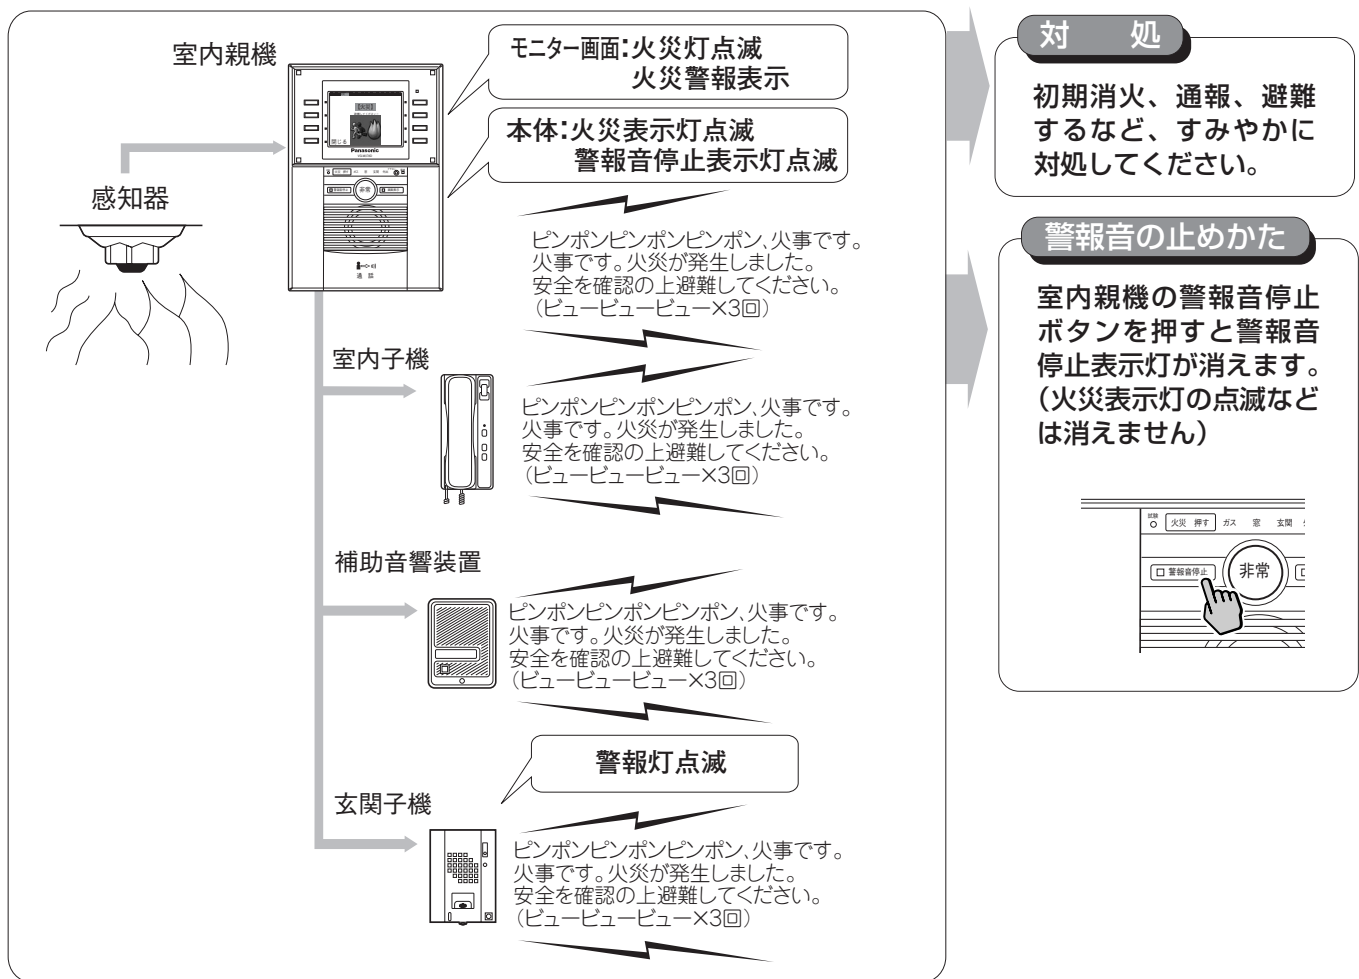 室内親機
感知器
モニター画面:火災灯点滅
火災警報表示
本体:火災表示灯点滅
警報音停止表示灯点滅
閉じる
Panasonic
非常
通話
ピンポンピンポンピンポン、火事です。
火事です。火災が発生しました。
安全を確認の上避難してください。
(ビュービュービュー×3回)
室内子機
ピンポンピンポンピンポン、火事です。
火事です。火災が発生しました。
安全を確認の上避難してください。
(ビュービュービュー×3回)
補助音響装置
ピンポンピンポンピンポン、火事です。
火事です。火災が発生しました。
安全を確認の上避難してください。
(ビュービュービュー×3回)
警報灯点滅
玄関子機
ピンポンピンポンピンポン、火事です。
火事です。火災が発生しました。
安全を確認の上避難してください。
(ビュービュービュー×3回)
対 処
初期消火、通報、避難
するなど、すみやかに
対処してください。
警報音の止めかた
室内親機の警報音停止
ボタンを押すと警報音
停止表示灯が消えます。
(火災表示灯の点滅など
は消えません)
試験
火災 押す ガス 窓 玄関
警報音停止
非常